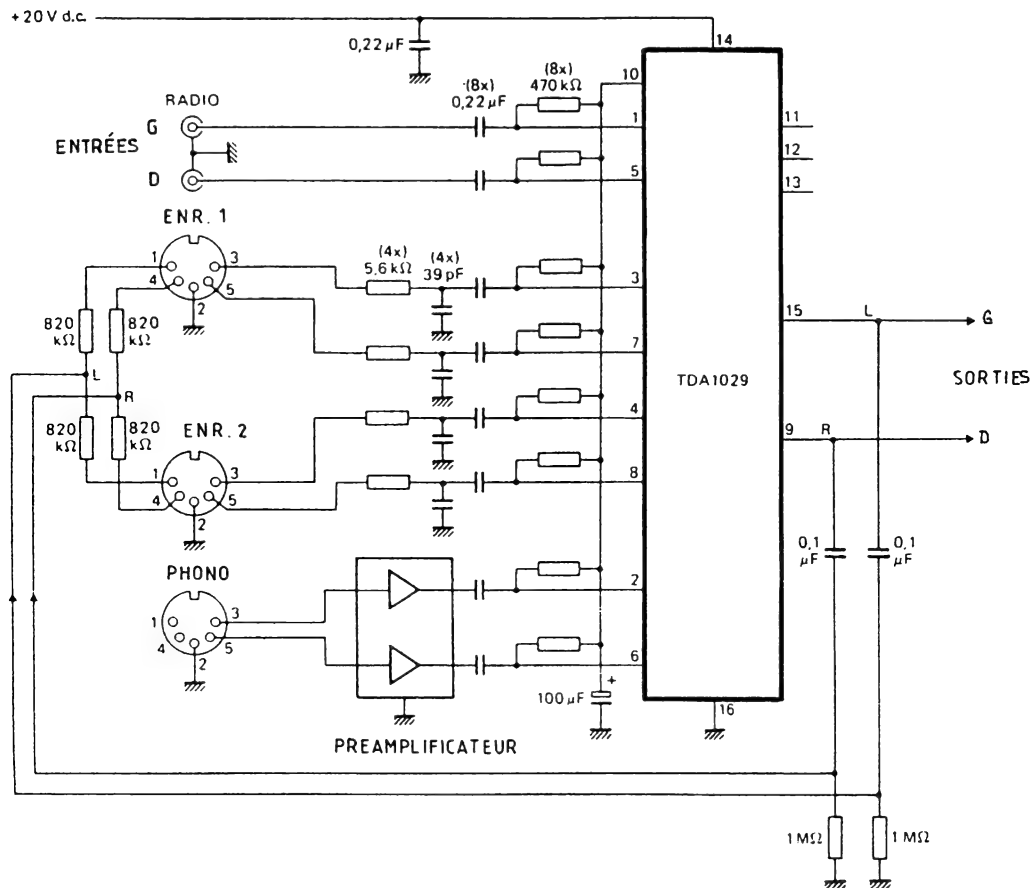 +20 V d.c.
0,22 µF
14
10
(8x)
470 kΩ
(8x)
0,22 µF
RADIO
G
1
11
ENTRÉES
12
D
5
13
ENR. 1
1
3
4
5
2
(4x)
5,6 kΩ
(4x)
39 pF
3
820
kΩ
820
kΩ
15
L
G
7
L
TDA1029
SORTIES
R
820
kΩ
820
kΩ
ENR. 2
4
9
R
D
1
3
4
5
2
8
0,1
µF
0,1
µF
PHONO
1
3
4
5
2
2
6
+
100 µF
16
PREAMPLIFICATEUR
1 MΩ
1 MΩ